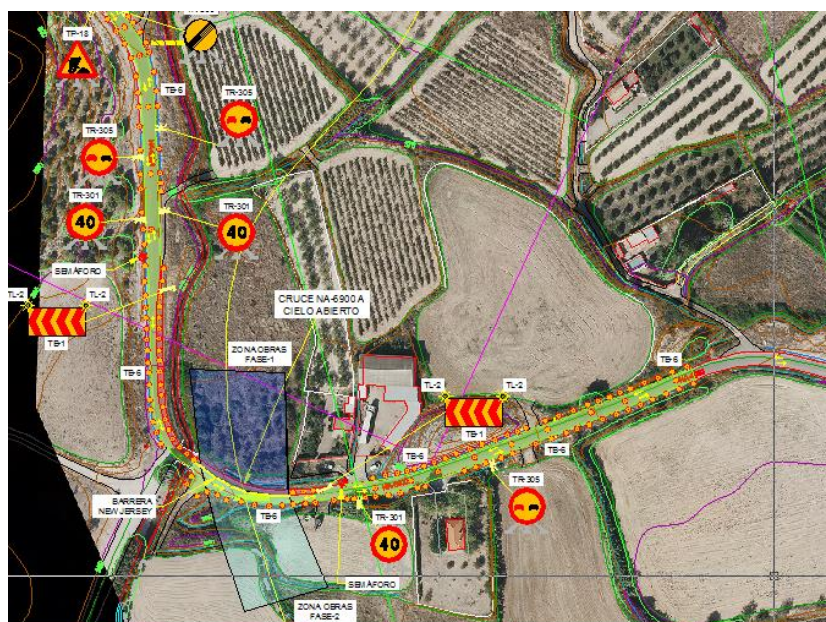 TP-18
TB-6
TR-305
TR-305
TR-301
TR-301
40
40
SEMÁFORO
TL-2
TL-2
TB-1
CRUCE NA-6900 A
CIELO ABIERTO
ZONA OBRAS
FASE-1
TB-6
TL-2
TL-2
TB-1
TB-6
TB-6
TB-6
TR-305
BARRERA
NEW JERSEY
TB-6
TR-301
40
SEMÁFORO
ZONA OBRAS
FASE-2